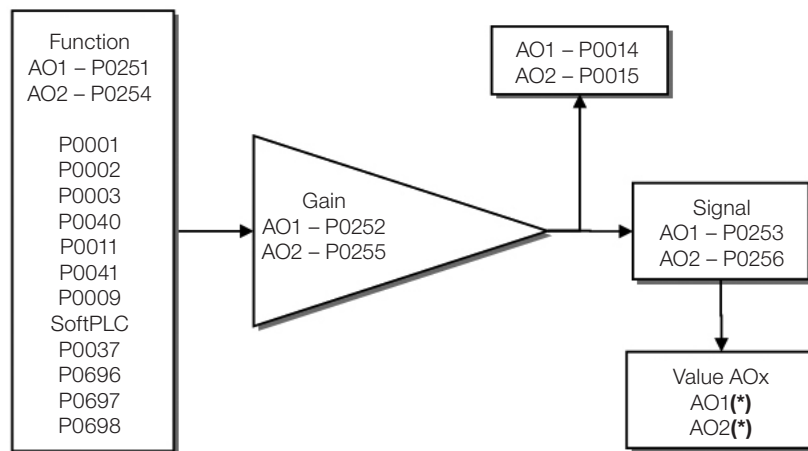 Function
AO1 – P0251
AO2 – P0254
P0001
P0002
P0003
P0040
P0011
P0041
P0009
SoftPLC
P0037
P0696
P0697
P0698
Gain
AO1 – P0252
AO2 – P0255
AO1 – P0014
AO2 – P0015
Signal
AO1 – P0253
AO2 – P0256
Value AOx
AO1(*)
AO2(*)